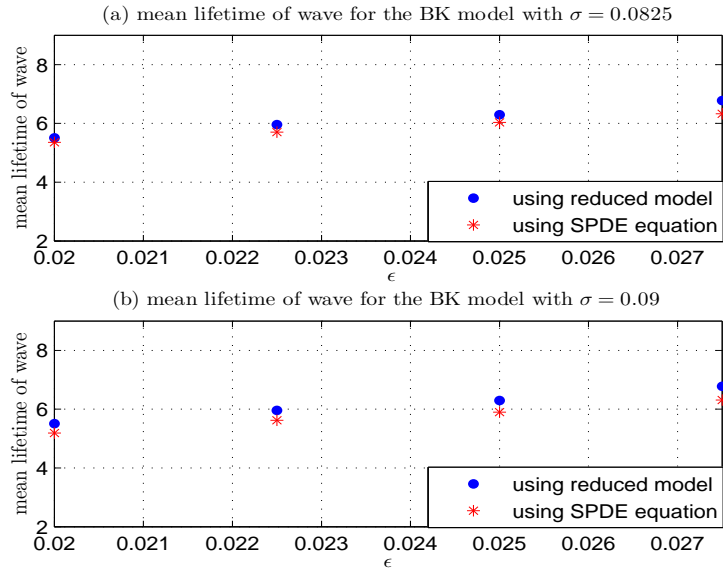 (a) mean lifetime of wave for the BK model with σ = 0.0825
mean lifetime of wave
8
6
4
2
using reduced model
using SPDE equation
0.02 0.021 0.022 0.023 0.024 0.025 0.026 0.027
ϵ
(b) mean lifetime of wave for the BK model with σ = 0.09
mean lifetime of wave
8
6
4
2
using reduced model
using SPDE equation
0.02 0.021 0.022 0.023 0.024 0.025 0.026 0.027
ϵ